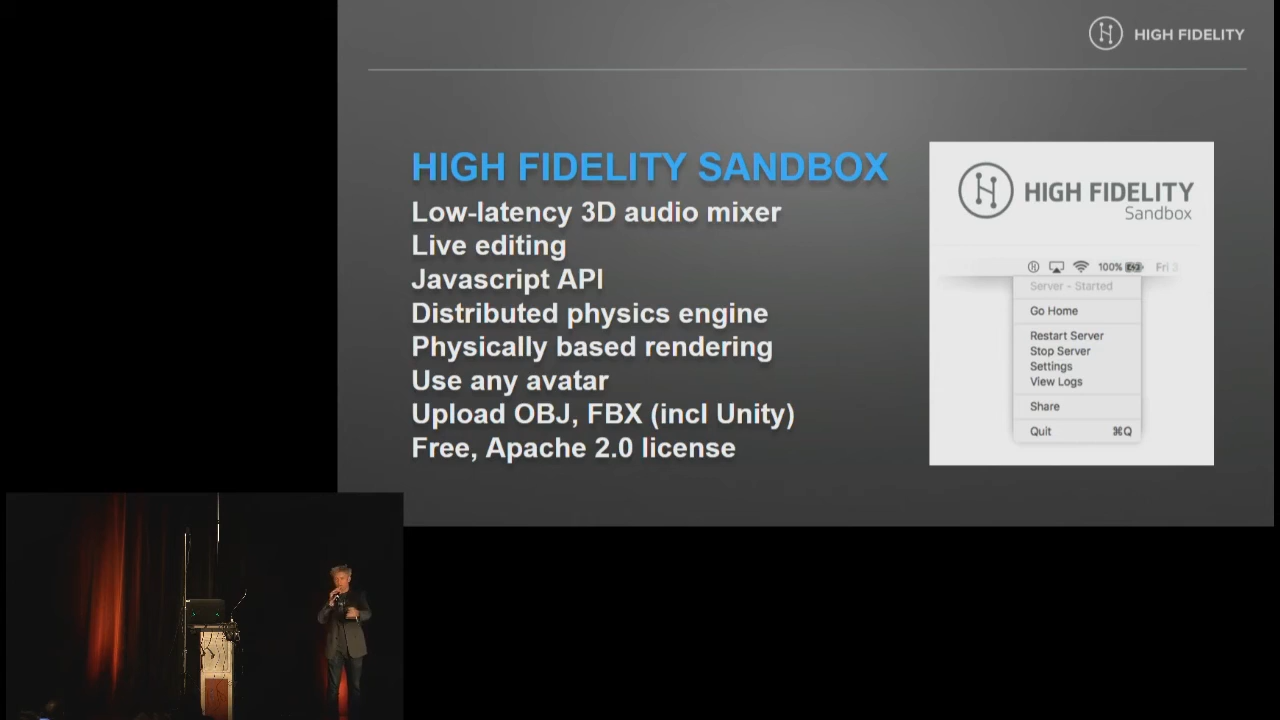 HIGH FIDELITY
HIGH FIDELITY SANDBOX
Low-latency 3D audio mixer
Live editing
Javascript API
Distributed physics engine
Physically based rendering
Use any avatar
Upload OBJ, FBX (incl Unity)
Free, Apache 2.0 license
HIGH FIDELITY
Sandbox
100% Fri 3
Server - Started
Go Home
Restart Server
Stop Server
Settings
View Logs
Share
Quit ⌘Q